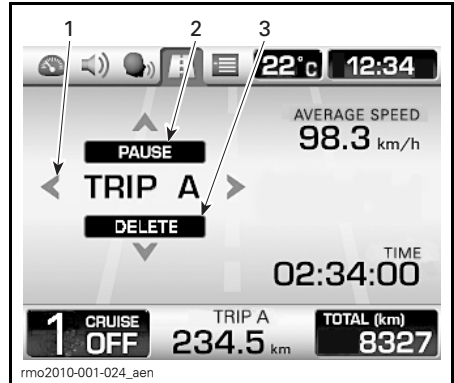 1 2 3
22°c 12:34
AVERAGE SPEED
98.3 km/h
PAUSE
TRIP A
DELETE
TIME
02:34:00
1 CRUISE OFF
TRIP A
234.5 km
TOTAL (km)
8327
rmo2010-001-024_aen